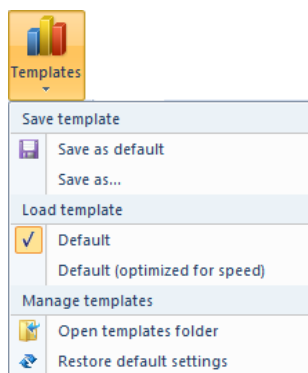 Templates
Save template
Save as default
Save as...
Load template
Default
Default (optimized for speed)
Manage templates
Open templates folder
Restore default settings